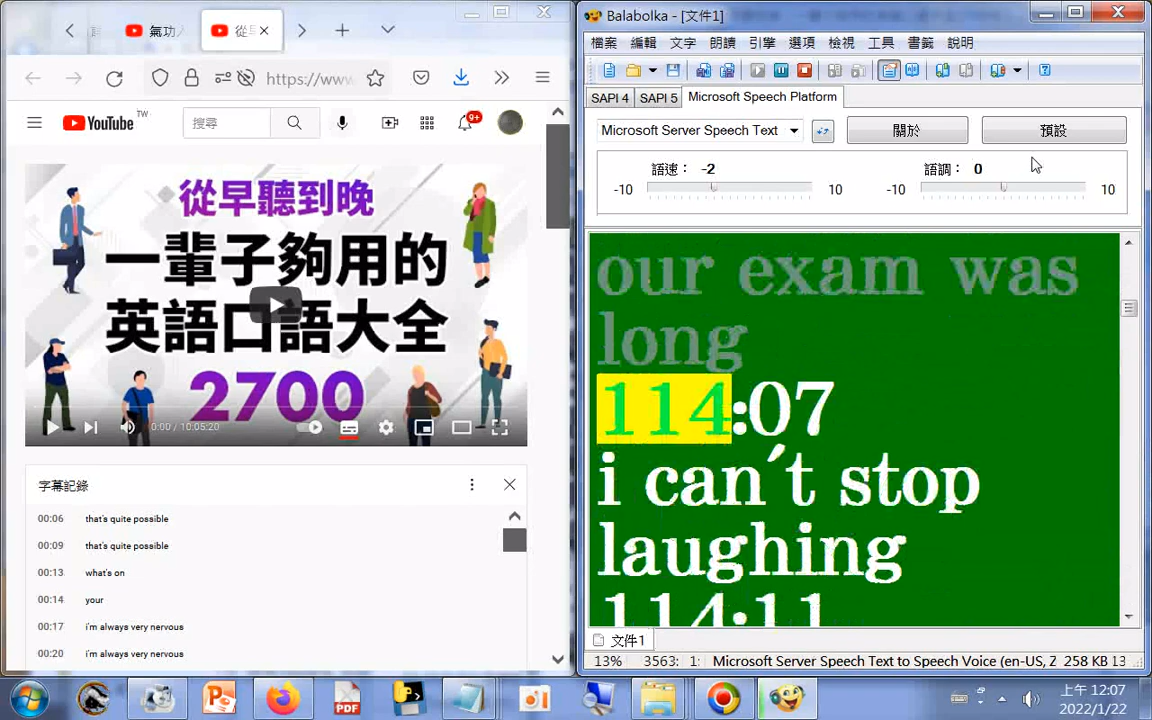 氣功
從
https://www
YouTube TW
搜尋
9+
從早聽到晚
一輩子夠用的
英語口語大全
2700
0:00 / 10:05:20
字幕記錄
00:06 that's quite possible
00:09 that's quite possible
00:13 what's on
00:14 your
00:17 i'm always very nervous
00:20 i'm always very nervous
Balabolka - [文件1]
檔案 編輯 文字 朗讀 引擎 選項 檢視 工具 書籤 說明
SAPI 4 SAPI 5 Microsoft Speech Platform
Microsoft Server Speech Text 關於 預設
語速： -2 語調： 0
-10 10 -10 10
our exam was
long
114:07
i can't stop
laughing
114:11
文件1
13% 3563: 1: Microsoft Server Speech Text to Speech Voice (en-US, Z 258 KB 13
PDF
上午 12:07
2022/1/22